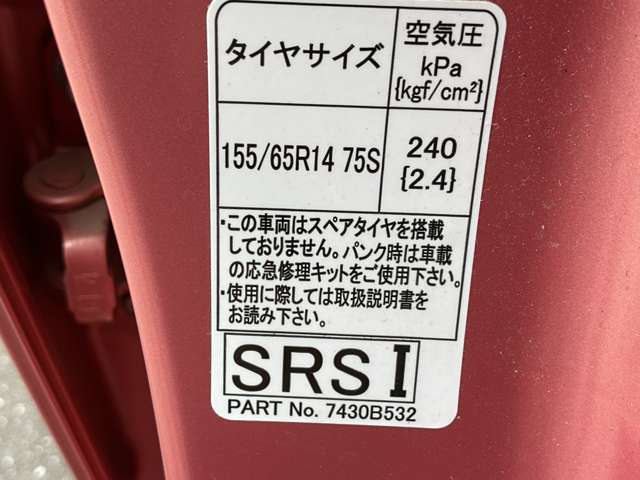 タイヤサイズ
空気圧
kPa
{kgf/cm²}
155/65R14 75S
240
{2.4}
・この車両はスペアタイヤを搭載
しておりません。パンク時は車載
の応急修理キットをご使用下さい。
・使用に際しては取扱説明書を
お読み下さい。
SRS I
PART No. 7430B532